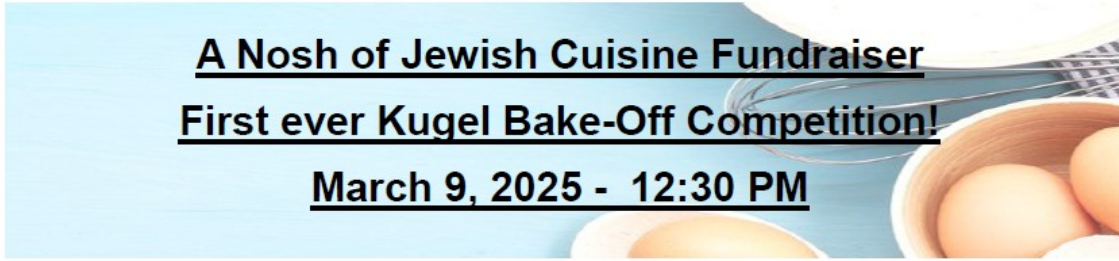 A Nosh of Jewish Cuisine Fundraiser
First ever Kugel Bake-Off Competition!
March 9, 2025 - 12:30 PM